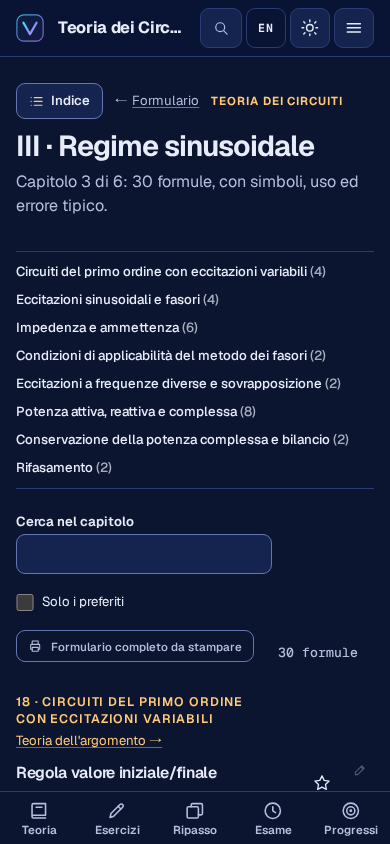 Teoria dei Circ…
EN
Indice
← Formulario
TEORIA DEI CIRCUITI
III · Regime sinusoidale
Capitolo 3 di 6: 30 formule, con simboli, uso ed
errore tipico.
Circuiti del primo ordine con eccitazioni variabili (4)
Eccitazioni sinusoidali e fasori (4)
Impedenza e ammettenza (6)
Condizioni di applicabilità del metodo dei fasori (2)
Eccitazioni a frequenze diverse e sovrapposizione (2)
Potenza attiva, reattiva e complessa (8)
Conservazione della potenza complessa e bilancio (2)
Rifasamento (2)
Cerca nel capitolo
Solo i preferiti
Formulario completo da stampare
30 formule
18 · CIRCUITI DEL PRIMO ORDINE
CON ECCITAZIONI VARIABILI
Teoria dell'argomento →
Regola valore iniziale/finale
Teoria
Esercizi
Ripasso
Esame
Progressi